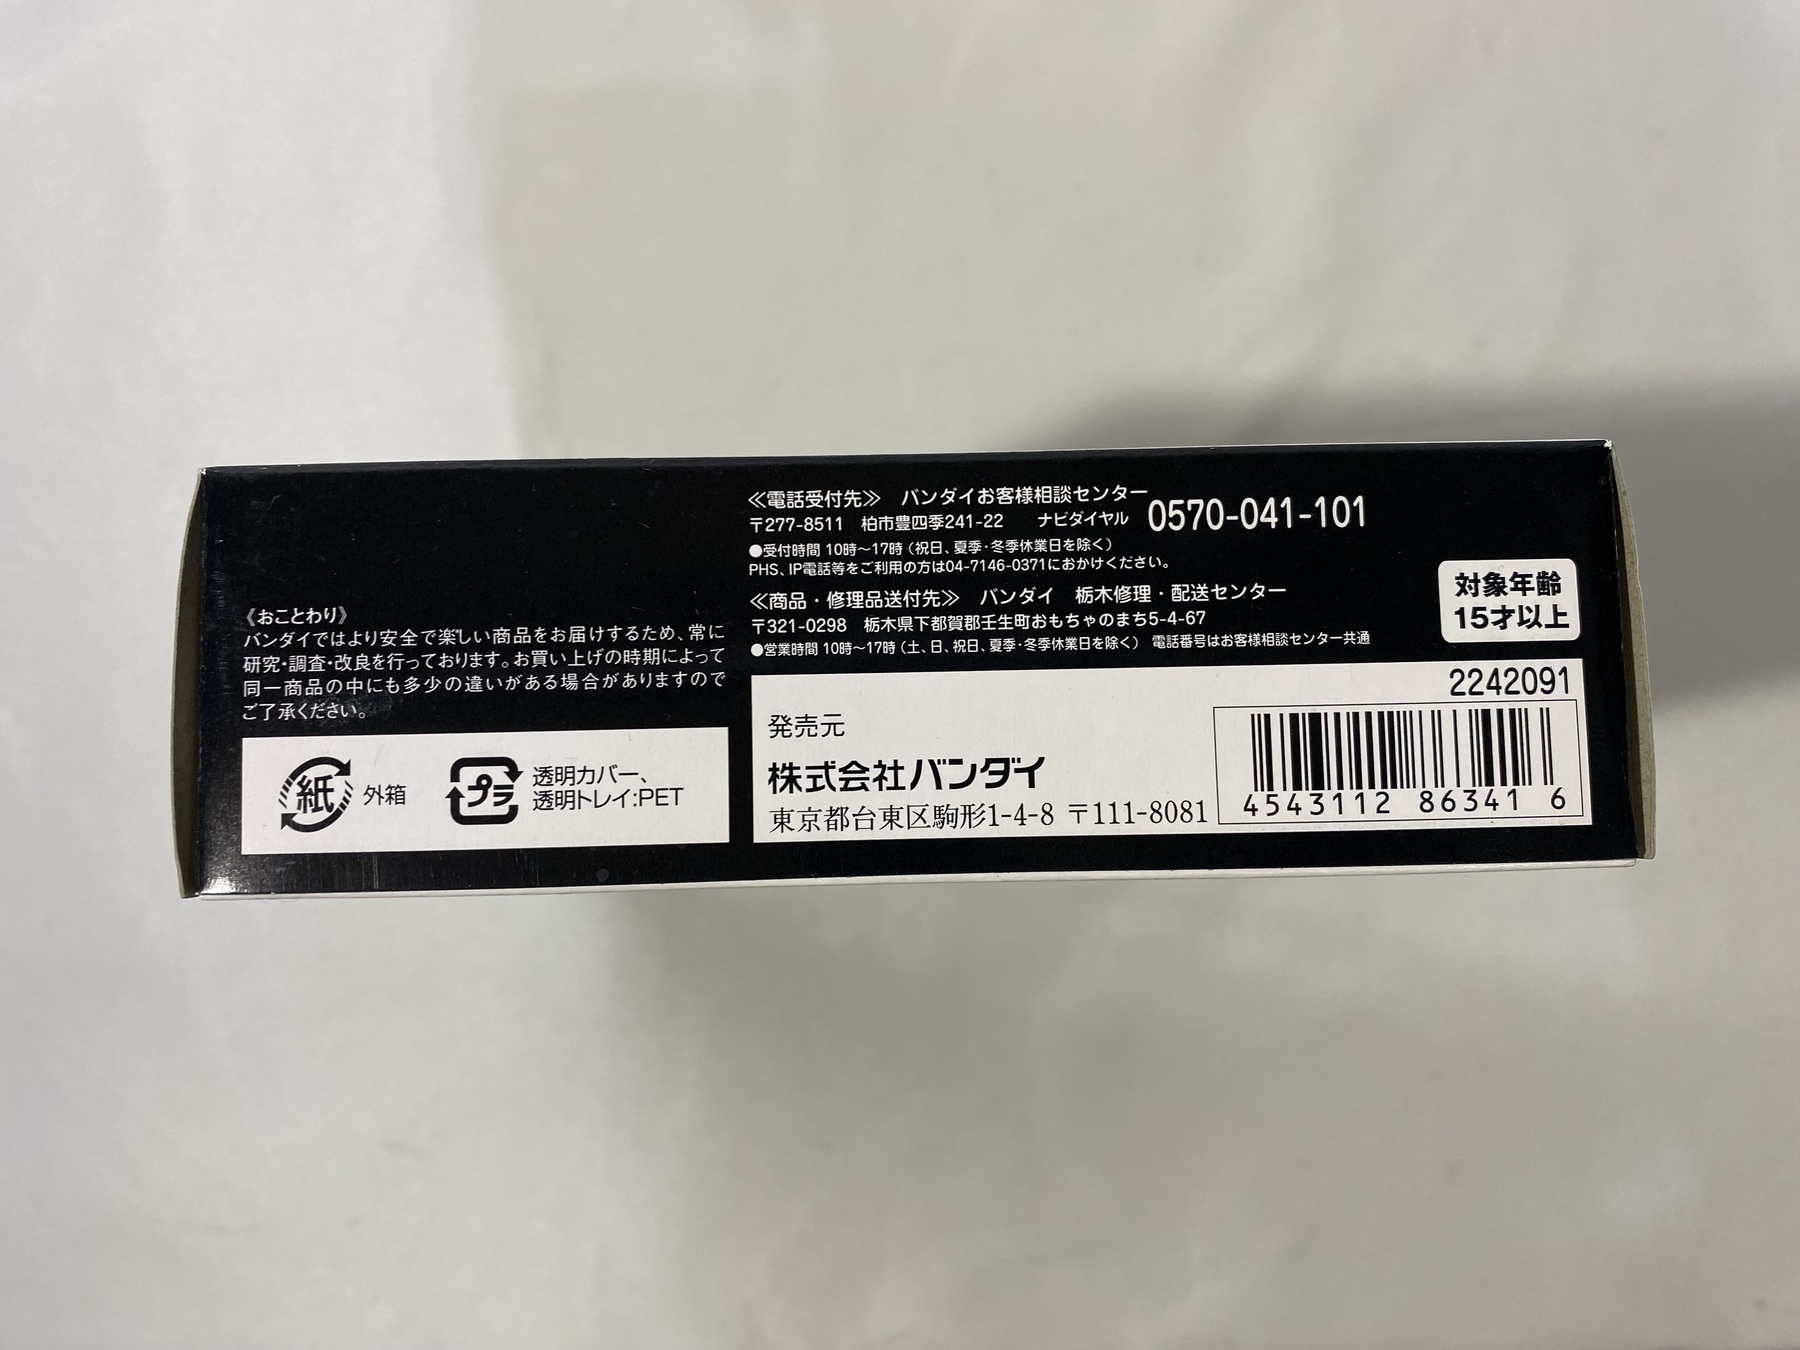 ≪電話受付先≫ バンダイお客様相談センター
〒277-8511 柏市豊四季241-22 ナビダイヤル 0570-041-101
●受付時間 10時〜17時(祝日、夏季・冬季休業日を除く)
PHS、IP電話等をご利用の方は04-7146-0371におかけください。
≪商品・修理品送付先≫ バンダイ 栃木修理・配送センター
〒321-0298 栃木県下都賀郡壬生町おもちゃのまち5-4-67
●営業時間 10時〜17時(土、日、祝日、夏季・冬季休業日を除く) 電話番号はお客様相談センター共通
対象年齢
15才以上
《おことわり》
バンダイではより安全で楽しい商品をお届けするため、常に
研究・調査・改良を行っております。お買い上げの時期によって
同一商品の中にも多少の違いがある場合がありますので
ご了承ください。
紙 外箱
プラ 透明カバー、
透明トレイ:PET
2242091
発売元
株式会社バンダイ
東京都台東区駒形1-4-8 〒111-8081
4543112 86341 6